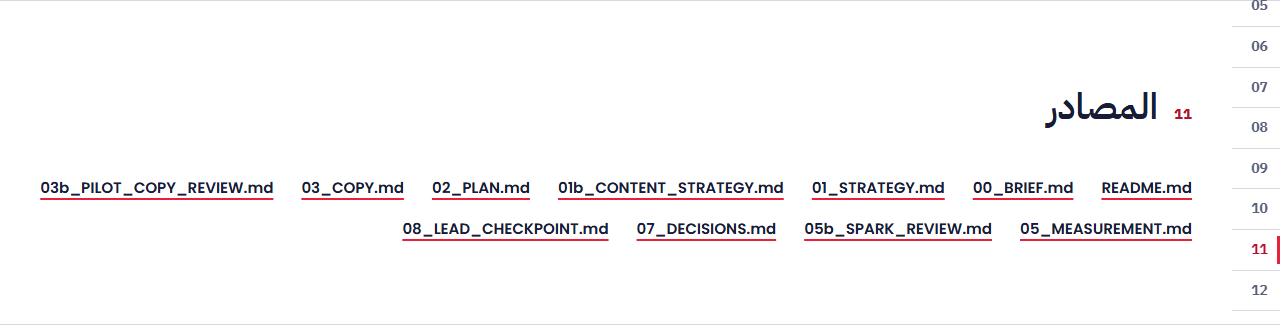 05
06
07
08
09
10
11
12
11 المصادر
README.md 00_BRIEF.md 01_STRATEGY.md 01b_CONTENT_STRATEGY.md 02_PLAN.md 03_COPY.md 03b_PILOT_COPY_REVIEW.md
05_MEASUREMENT.md 05b_SPARK_REVIEW.md 07_DECISIONS.md 08_LEAD_CHECKPOINT.md